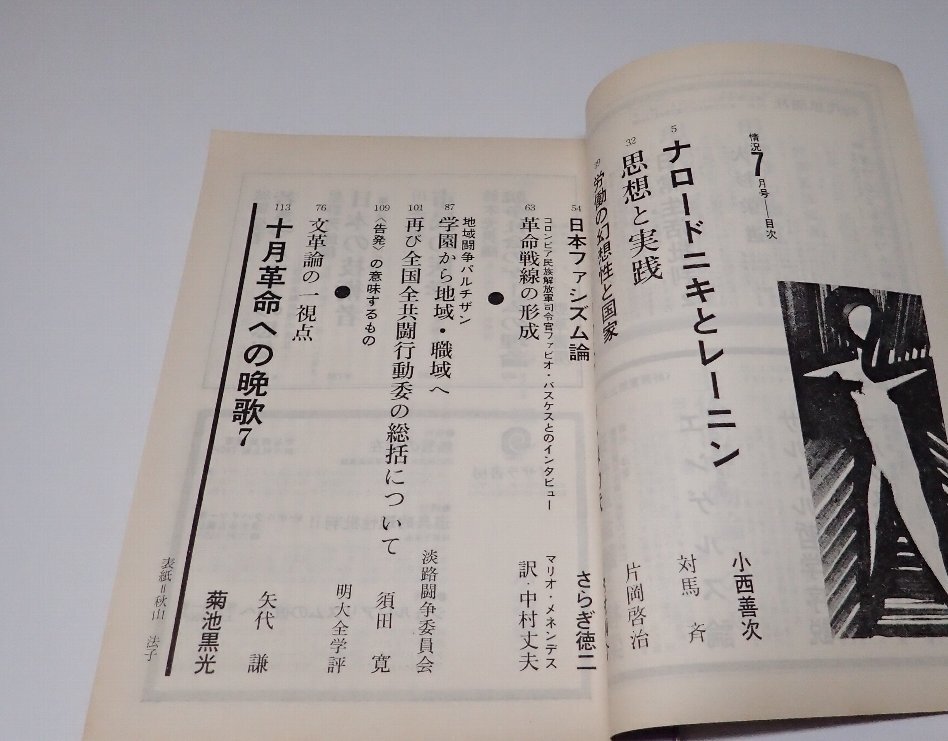 情況7月号——目次
5 ナロードニキとレーニン 小西善次
32 思想と実践 対馬 斉
労働の幻想性と国家 片岡啓治
54 日本ファシズム論 さらぎ徳二
コロンビア民族解放軍司令官ファビオ・バスケスとのインタビュー
63 革命戦線の形成 マリオ・メネンデス 訳・中村丈夫
●
地域闘争パルチザン
87 学園から地域・職域へ 淡路闘争委員会
101 再び全国全共闘行動委の総括について 須田 寛
109 〈告発〉の意味するもの 明大全学評
●
76 文革論の一視点 矢代 謙
113 十月革命への晩歌7 菊池黒光
表紙=秋山 法子